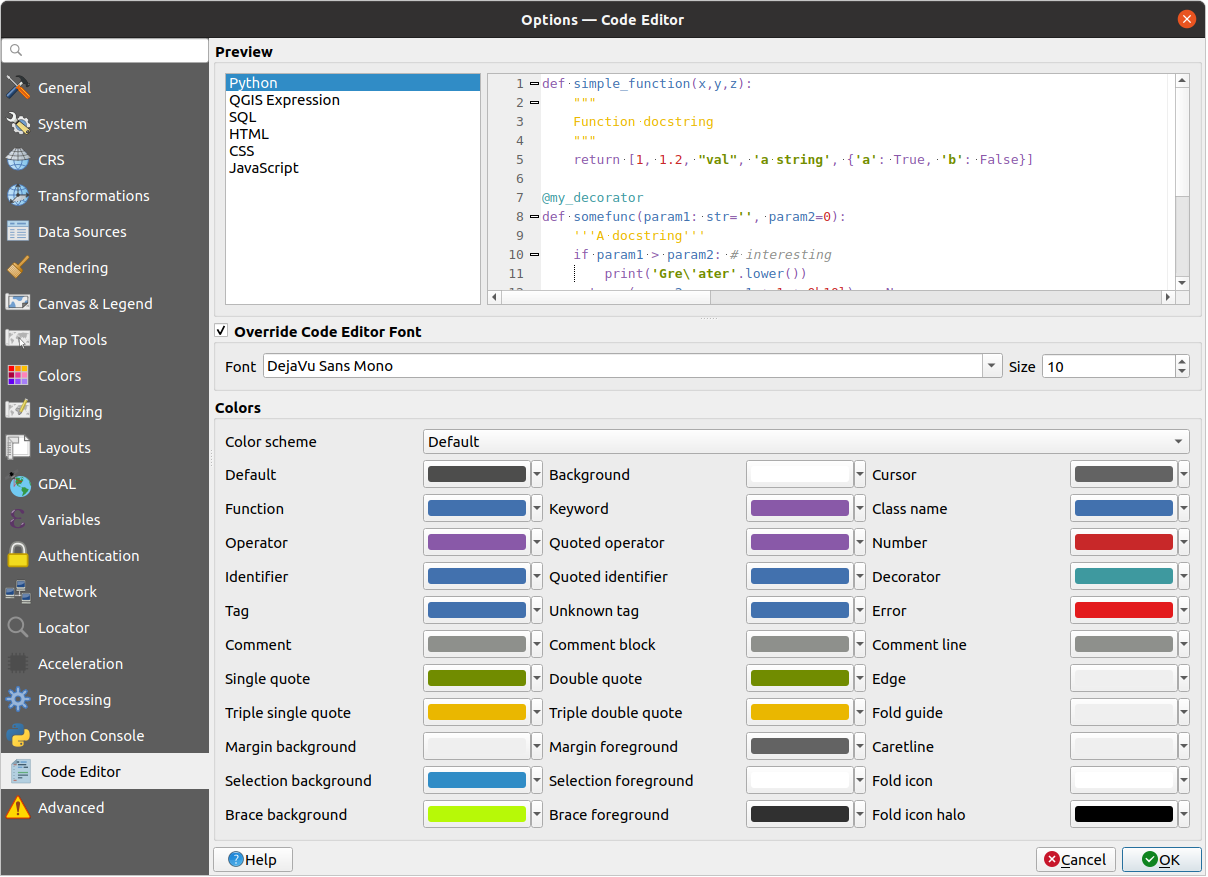 Options — Code Editor
General
System
CRS
Transformations
Data Sources
Rendering
Canvas & Legend
Map Tools
Colors
Digitizing
Layouts
GDAL
Variables
Authentication
Network
Locator
Acceleration
Processing
Python Console
Code Editor
Advanced
Preview
Python
QGIS Expression
SQL
HTML
CSS
JavaScript
1 def simple_function(x,y,z):
2 """
3 Function docstring
4 """
5 return [1, 1.2, "val", 'a string', {'a': True, 'b': False}]
6
7 @my_decorator
8 def somefunc(param1: str='', param2=0):
9 '''A docstring'''
10 if param1 > param2: # interesting
11 print('Gre\'ater'.lower())
Override Code Editor Font
Font DejaVu Sans Mono Size 10
Colors
Color scheme Default
Default Background Cursor
Function Keyword Class name
Operator Quoted operator Number
Identifier Quoted identifier Decorator
Tag Unknown tag Error
Comment Comment block Comment line
Single quote Double quote Edge
Triple single quote Triple double quote Fold guide
Margin background Margin foreground Caretline
Selection background Selection foreground Fold icon
Brace background Brace foreground Fold icon halo
Help Cancel OK